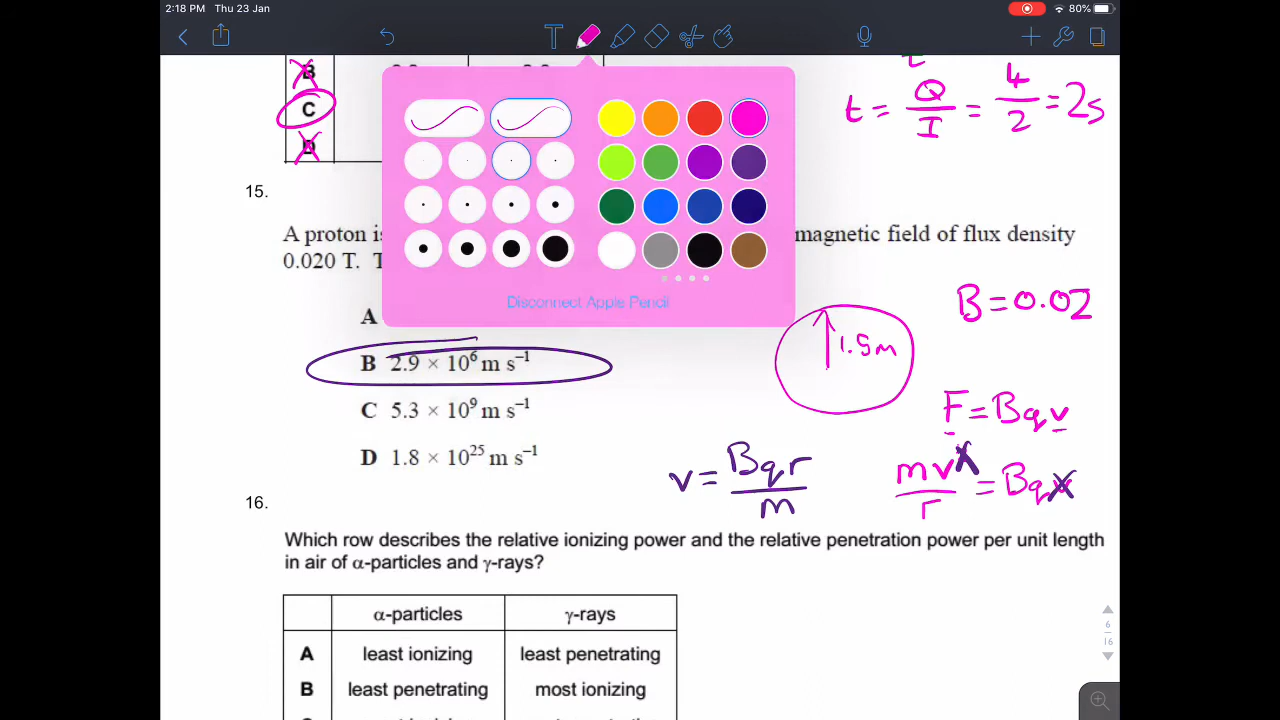 2:18 PM Thu 23 Jan
80%
B
C
D
t = Q/I = 4/2 = 2s
15.
A proton is magnetic field of flux density
0.020 T.
B = 0.02
A
B 2.9 × 10⁶ m s⁻¹
C 5.3 × 10⁹ m s⁻¹
D 1.8 × 10²⁵ m s⁻¹
Disconnect Apple Pencil
1.5m
F = Bqv
v = Bqr/m
mv²/r = Bqv
16.
Which row describes the relative ionizing power and the relative penetration power per unit length
in air of α-particles and γ-rays?
α-particles γ-rays
A least ionizing least penetrating
B least penetrating most ionizing
6
16